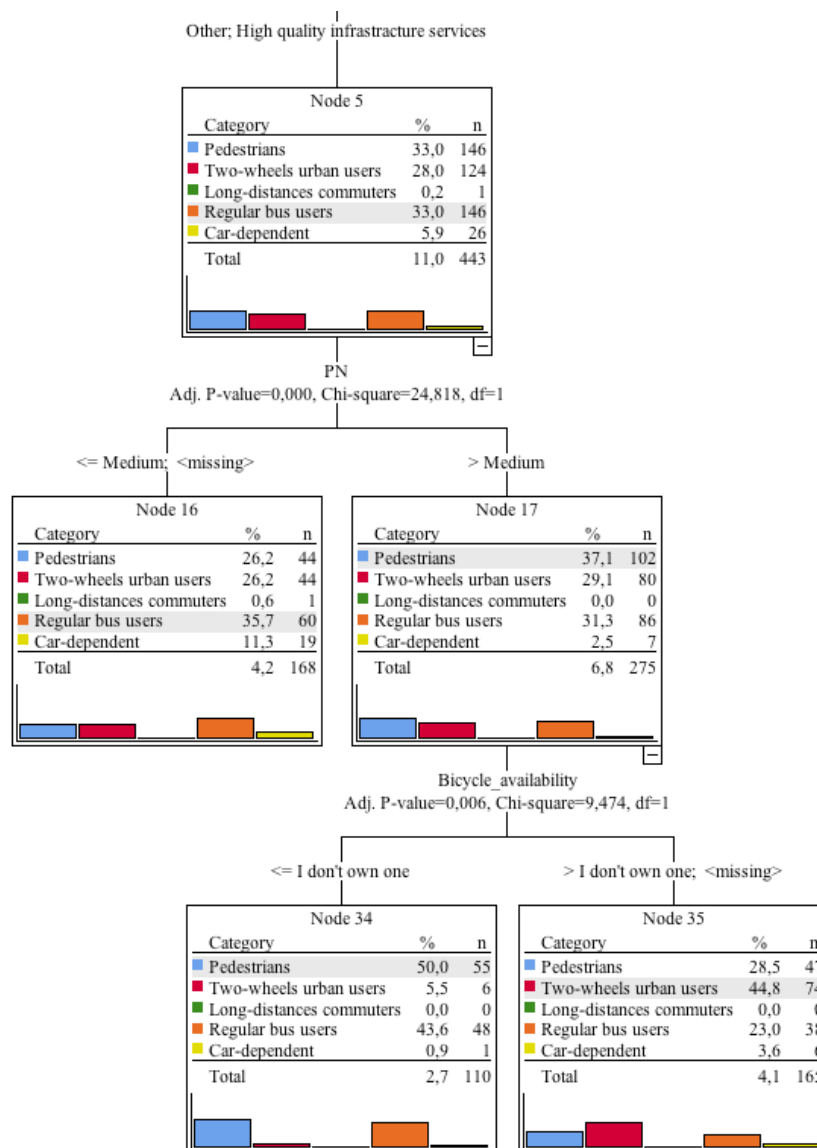 Other; High quality infrastracture services
Node 5
Category % n
Pedestrians 33,0 146
Two-wheels urban users 28,0 124
Long-distances commuters 0,2 1
Regular bus users 33,0 146
Car-dependent 5,9 26
Total 11,0 443
PN
Adj. P-value=0,000, Chi-square=24,818, df=1
<= Medium; <missing>
> Medium
Node 16
Category % n
Pedestrians 26,2 44
Two-wheels urban users 26,2 44
Long-distances commuters 0,6 1
Regular bus users 35,7 60
Car-dependent 11,3 19
Total 4,2 168
Node 17
Category % n
Pedestrians 37,1 102
Two-wheels urban users 29,1 80
Long-distances commuters 0,0 0
Regular bus users 31,3 86
Car-dependent 2,5 7
Total 6,8 275
Bicycle_availability
Adj. P-value=0,006, Chi-square=9,474, df=1
<= I don't own one
> I don't own one; <missing>
Node 34
Category % n
Pedestrians 50,0 55
Two-wheels urban users 5,5 6
Long-distances commuters 0,0 0
Regular bus users 43,6 48
Car-dependent 0,9 1
Total 2,7 110
Node 35
Category % n
Pedestrians 28,5 47
Two-wheels urban users 44,8 74
Long-distances commuters 0,0 0
Regular bus users 23,0 38
Car-dependent 3,6 6
Total 4,1 165